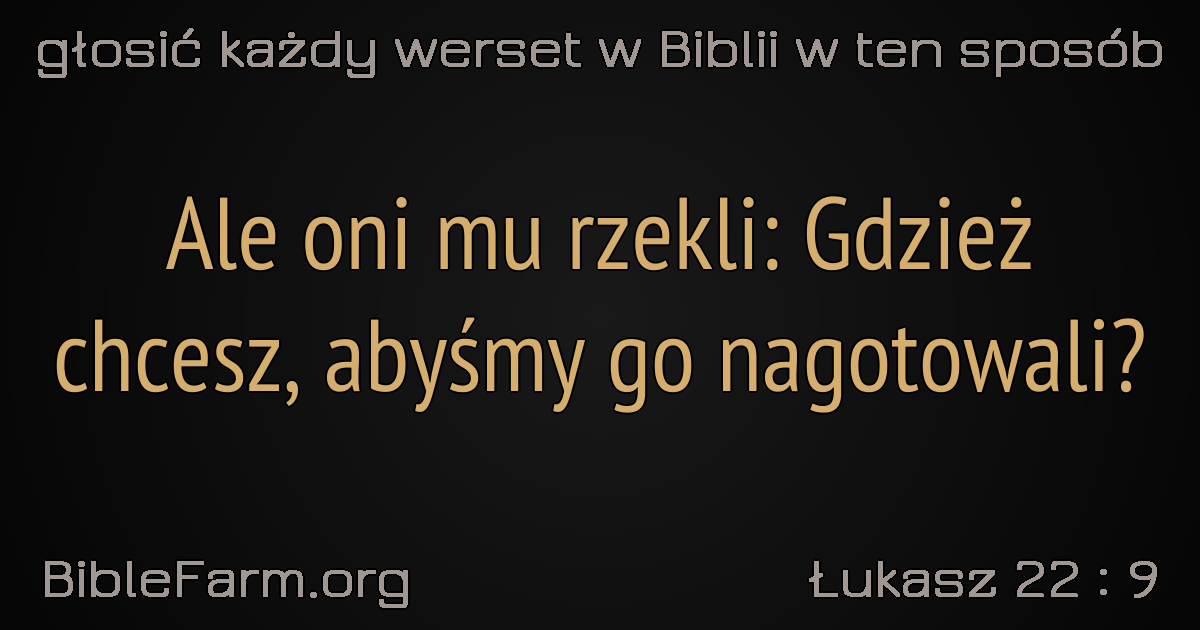 głosić każdy werset w Biblii w ten sposób
Ale oni mu rzekli: Gdzież
chcesz, abyśmy go nagotowali?
BibleFarm.org
Łukasz 22 : 9